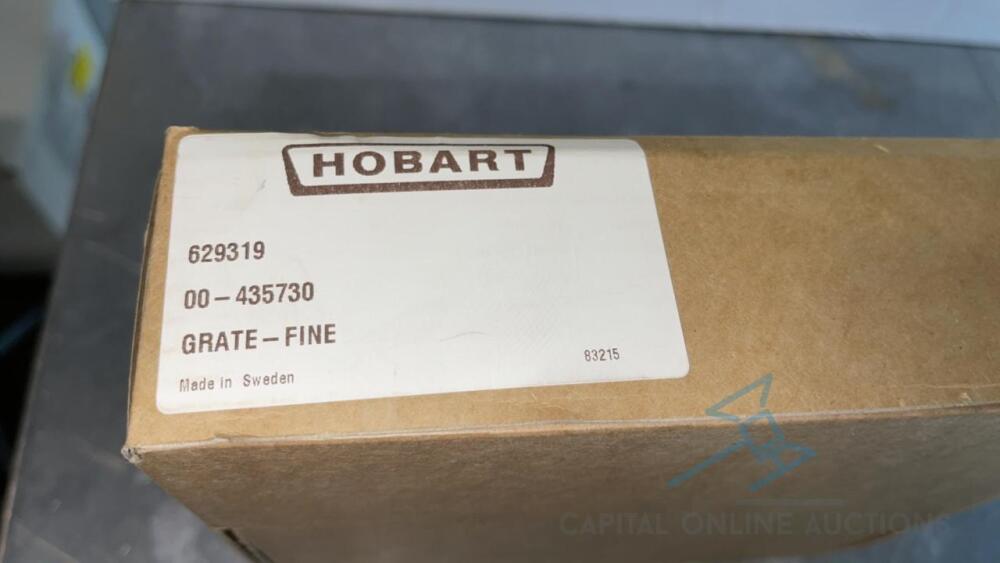 HOBART
629319
00-435730
GRATE-FINE
Made in Sweden
83215
CAPITAL ONLINE AUCTIONS